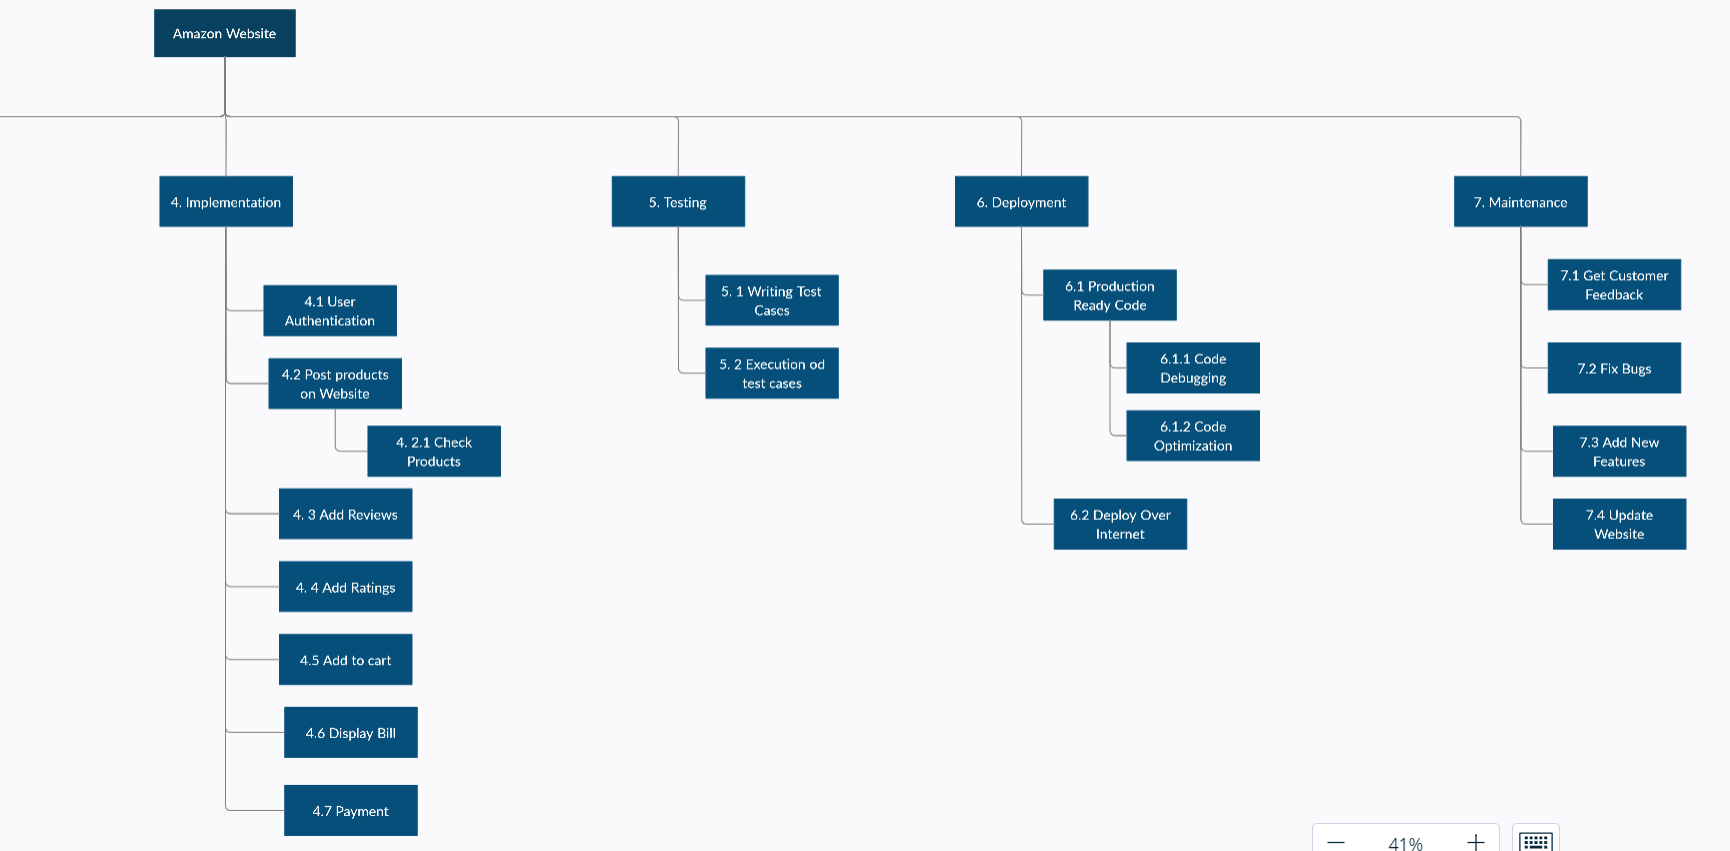 Amazon Website
4. Implementation
4.1 User
Authentication
4.2 Post products
on Website
4. 2.1 Check
Products
4. 3 Add Reviews
4. 4 Add Ratings
4.5 Add to cart
4.6 Display Bill
4.7 Payment
5. Testing
5. 1 Writing Test
Cases
5. 2 Execution od
test cases
6. Deployment
6.1 Production
Ready Code
6.1.1 Code
Debugging
6.1.2 Code
Optimization
6.2 Deploy Over
Internet
7. Maintenance
7.1 Get Customer
Feedback
7.2 Fix Bugs
7.3 Add New
Features
7.4 Update
Website
41%